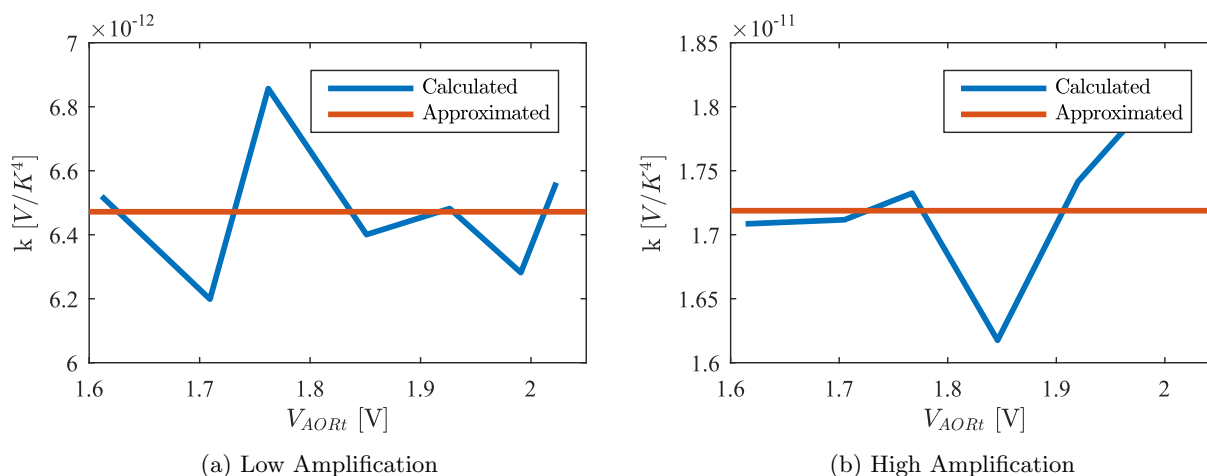 ×10⁻¹²
7
6.8
6.6
6.4
6.2
6
k [V/K⁴]
1.6
1.7
1.8
1.9
2
V_AORt [V]
Calculated
Approximated
(a) Low Amplification
×10⁻¹¹
1.85
1.8
1.75
1.7
1.65
1.6
k [V/K⁴]
1.6
1.7
1.8
1.9
2
V_AORt [V]
Calculated
Approximated
(b) High Amplification